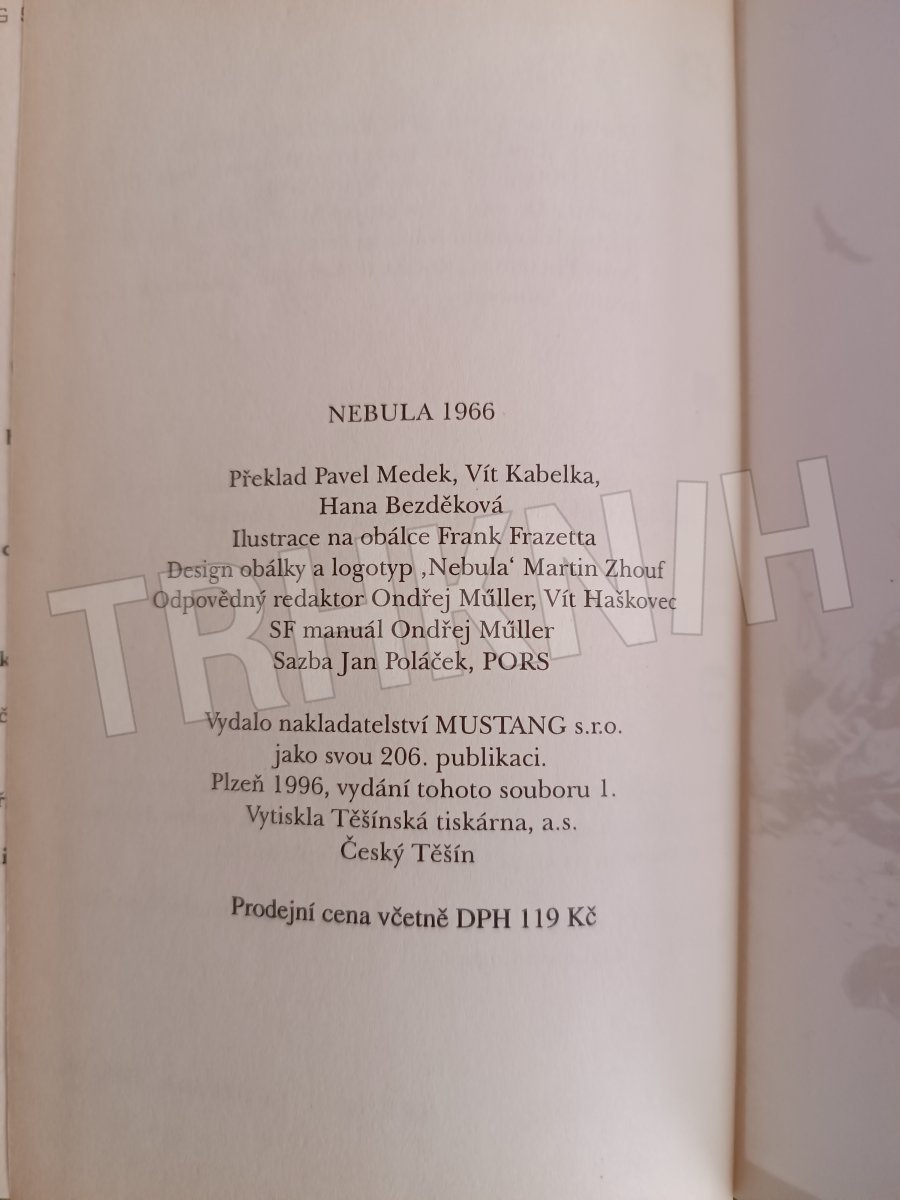 NEBULA 1966
Překlad Pavel Medek, Vít Kabelka,
Hana Bezděková
Ilustrace na obálce Frank Frazetta
Design obálky a logotyp ‚Nebula‘ Martin Zhouf
Odpovědný redaktor Ondřej Műller, Vít Haškovec
SF manuál Ondřej Műller
Sazba Jan Poláček, PORS
Vydalo nakladatelství MUSTANG s.r.o.
jako svou 206. publikaci.
Plzeň 1996, vydání tohoto souboru 1.
Vytiskla Těšínská tiskárna, a.s.
Český Těšín
Prodejní cena včetně DPH 119 Kč
TRHKNIH